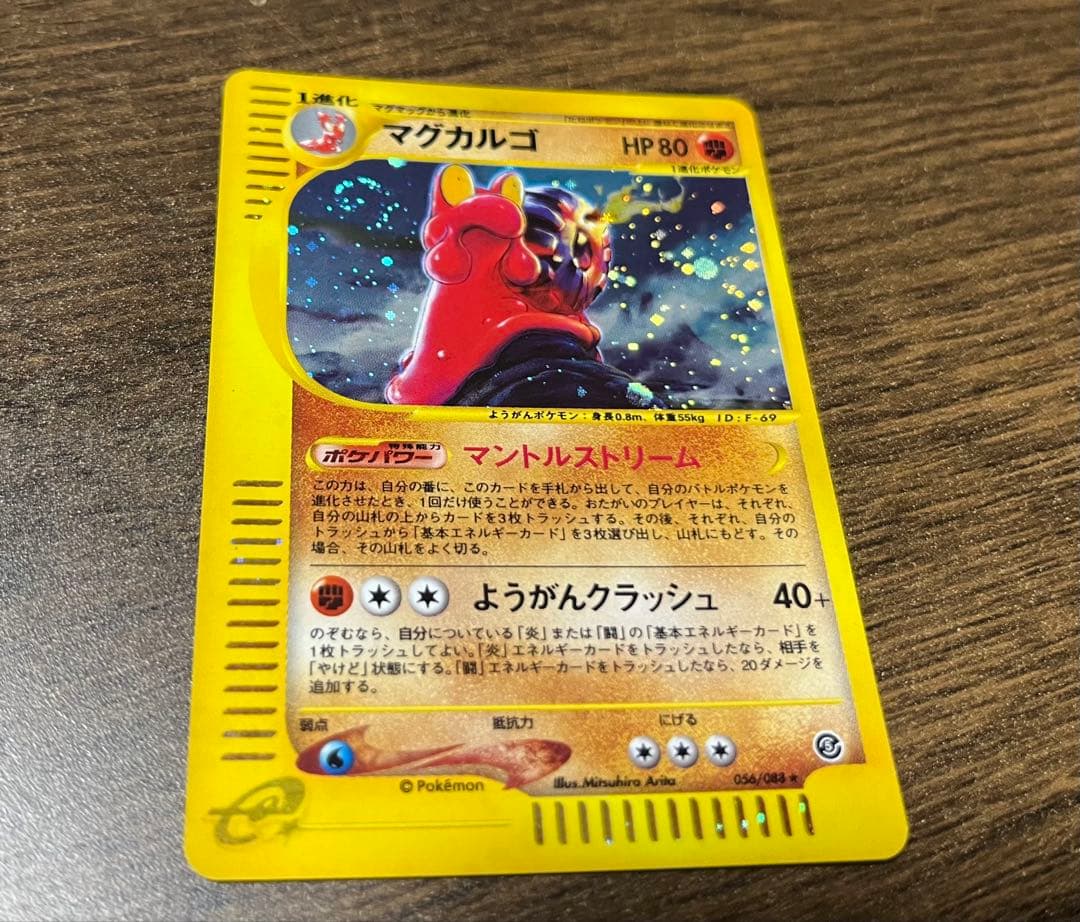 1進化 マグマッグから進化
マグカルゴ HP80
1進化ポケモン
ようがんポケモン：身長0.8m、体重55kg ID:F-69
特殊能力
ポケパワー マントルストリーム
この力は、自分の番に、このカードを手札から出して、自分のバトルポケモンを
進化させたとき、1回だけ使うことができる。おたがいのプレイヤーは、それぞれ、
自分の山札の上からカードを3枚トラッシュする。その後、それぞれ、自分の
トラッシュから「基本エネルギーカード」を3枚選び出し、山札にもどす。その
場合、その山札をよく切る。
ようがんクラッシュ 40+
のぞむなら、自分についている「炎」または「闘」の「基本エネルギーカード」を
1枚トラッシュしてよい。「炎」エネルギーカードをトラッシュしたなら、相手を
「やけど」状態にする。「闘」エネルギーカードをトラッシュしたなら、20ダメージを
追加する。
弱点 抵抗力 にげる
©Pokémon Illus. Mitsuhiro Arita 056/088 ★